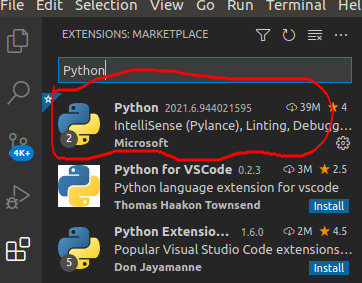 File Edit Selection View Go Run Terminal Help
EXTENSIONS: MARKETPLACE
Python
Python 2021.6.944021595 39M 4
IntelliSense (Pylance), Linting, Debugg...
2
Microsoft
4K+
Python for VSCode 0.2.3 3M 2.5
Python language extension for vscode
Thomas Haakon Townsend Install
Python Extensio... 1.6.0 2M 4.5
Popular Visual Studio Code extensions...
5
Don Jayamanne Install